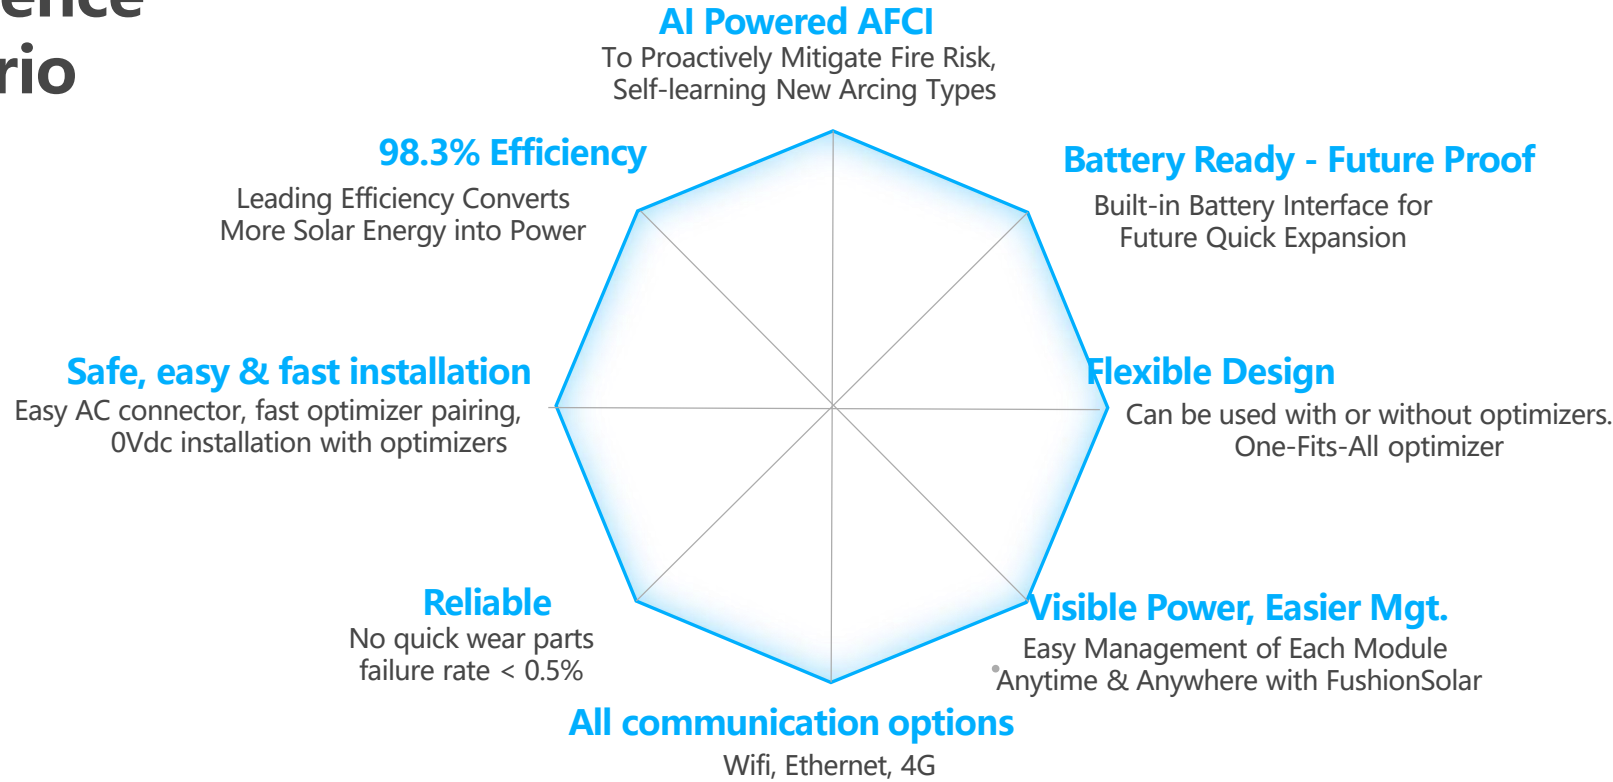 ence
rio
AI Powered AFCI
To Proactively Mitigate Fire Risk,
Self-learning New Arcing Types
98.3% Efficiency
Leading Efficiency Converts
More Solar Energy into Power
Battery Ready - Future Proof
Built-in Battery Interface for
Future Quick Expansion
Safe, easy & fast installation
Easy AC connector, fast optimizer pairing,
0Vdc installation with optimizers
Flexible Design
Can be used with or without optimizers.
One-Fits-All optimizer
Reliable
No quick wear parts
failure rate < 0.5%
Visible Power, Easier Mgt.
Easy Management of Each Module
Anytime & Anywhere with FushionSolar
All communication options
Wifi, Ethernet, 4G